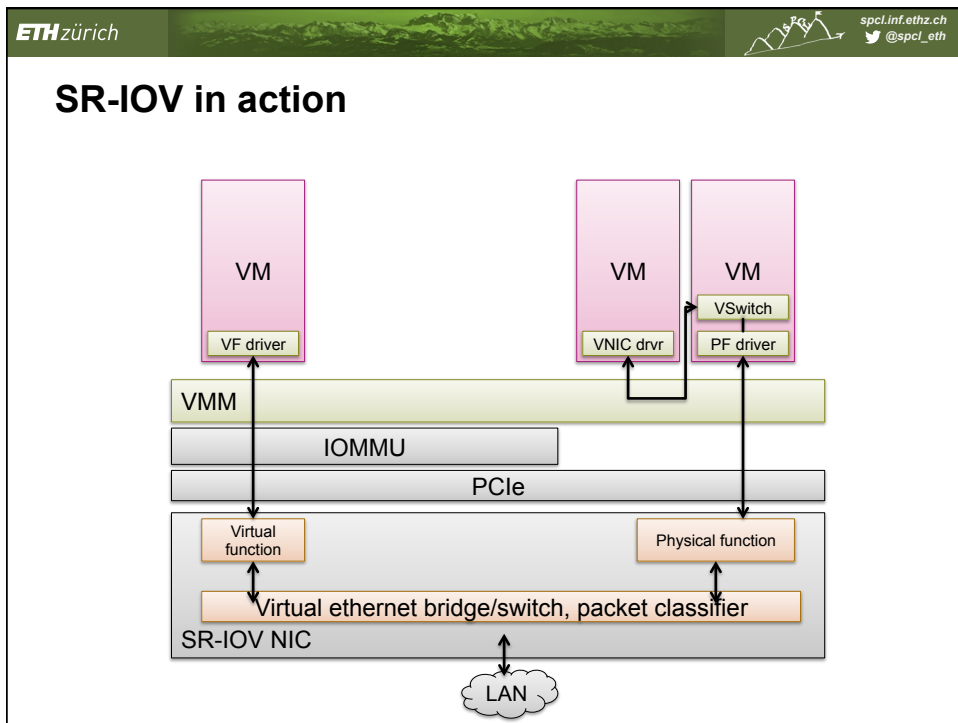 ETH zürich
spcl.inf.ethz.ch
@spcl_eth
SR-IOV in action
VM
VM
VM
VSwitch
VF driver
VNIC drvr
PF driver
VMM
IOMMU
PCIe
Virtual
function
Physical function
Virtual ethernet bridge/switch, packet classifier
SR-IOV NIC
LAN